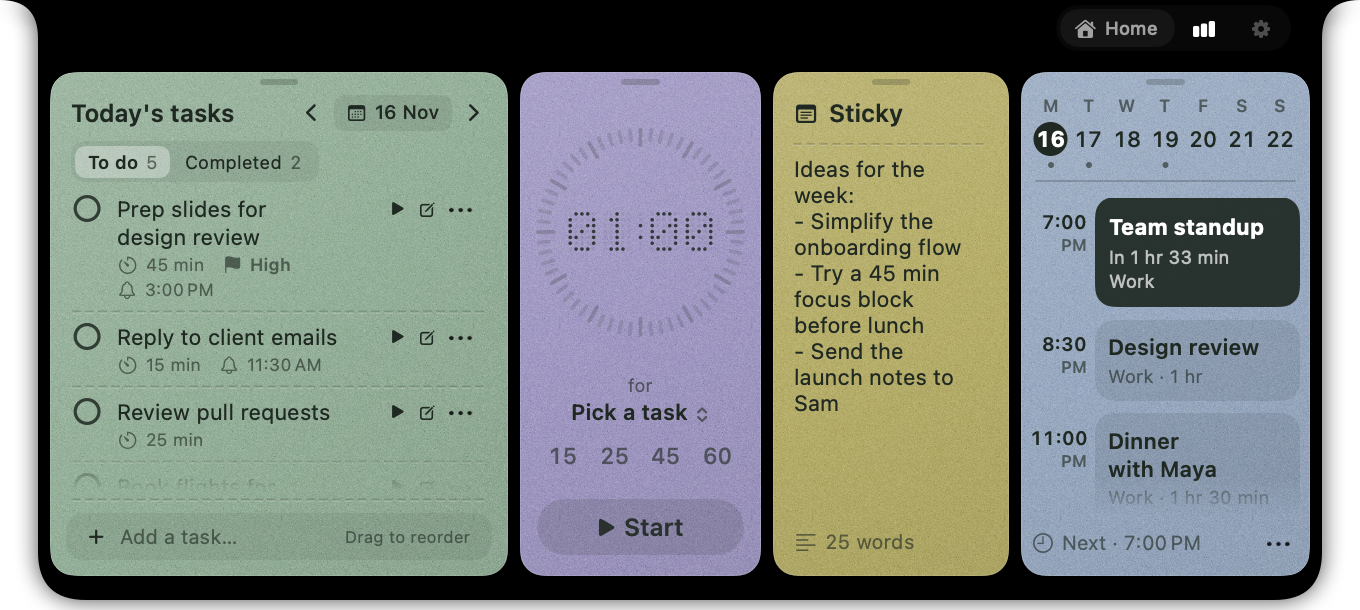 Home
Today's tasks
16 Nov
To do 5
Completed 2
Prep slides for
design review
45 min
High
3:00 PM
Reply to client emails
15 min
11:30 AM
Review pull requests
25 min
Book flights for
+ Add a task...
Drag to reorder
01:00
for
Pick a task
15 25 45 60
Start
Sticky
Ideas for the
week:
- Simplify the
onboarding flow
- Try a 45 min
focus block
before lunch
- Send the
launch notes to
Sam
25 words
M T W T F S S
16 17 18 19 20 21 22
7:00
PM
Team standup
In 1 hr 33 min
Work
8:30
PM
Design review
Work · 1 hr
11:00
PM
Dinner
with Maya
Work · 1 hr 30 min
Next · 7:00 PM